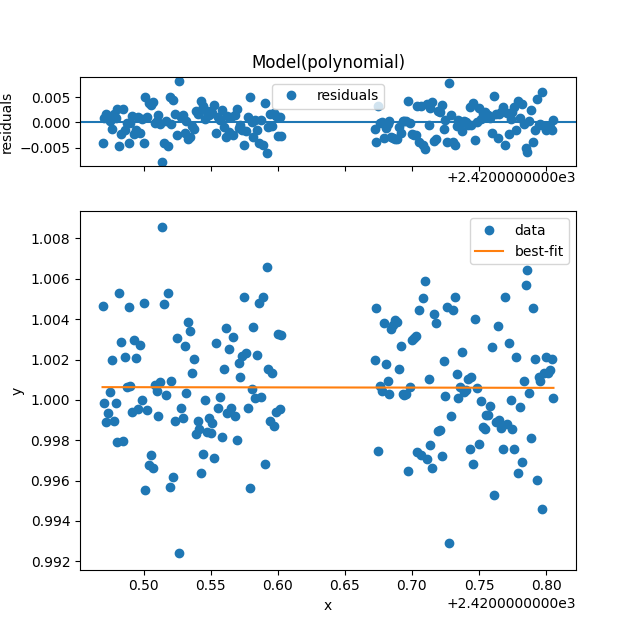 Model(polynomial)
residuals
0.005
0.000
−0.005
residuals
+2.4200000000e3
y
1.008
1.006
1.004
1.002
1.000
0.998
0.996
0.994
0.992
data
best-fit
0.50
0.55
0.60
0.65
0.70
0.75
0.80
x
+2.4200000000e3